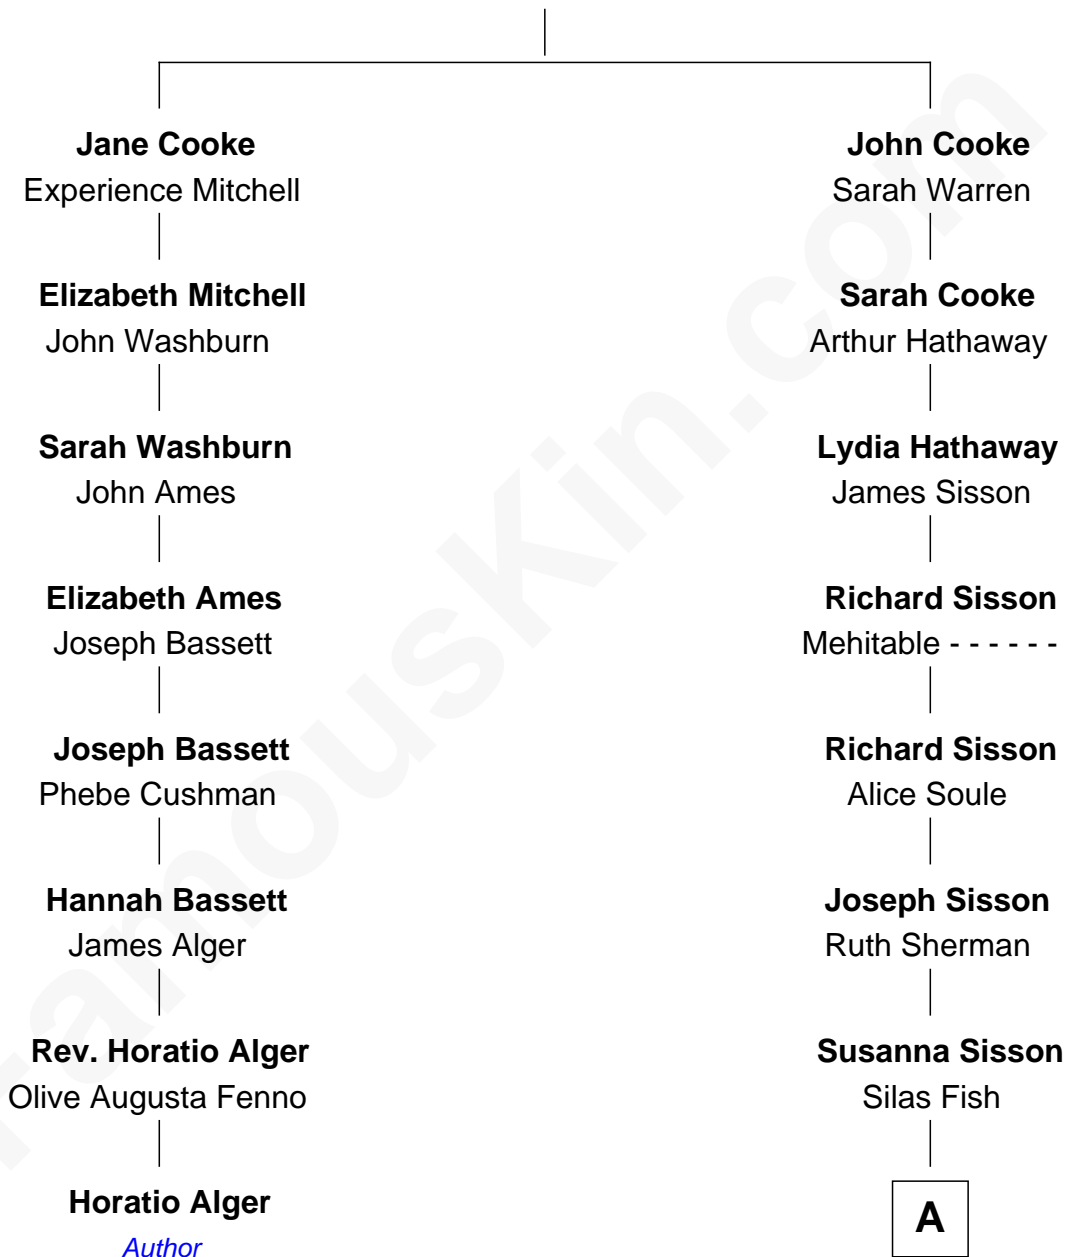 Jane Cooke
Experience Mitchell
Elizabeth Mitchell
John Washburn
Sarah Washburn
John Ames
Elizabeth Ames
Joseph Bassett
Joseph Bassett
Phebe Cushman
Hannah Bassett
James Alger
Rev. Horatio Alger
Olive Augusta Fenno
Horatio Alger
Author
John Cooke
Sarah Warren
Sarah Cooke
Arthur Hathaway
Lydia Hathaway
James Sisson
Richard Sisson
Mehitable - - - - - -
Richard Sisson
Alice Soule
Joseph Sisson
Ruth Sherman
Susanna Sisson
Silas Fish
A
FamousKin.com